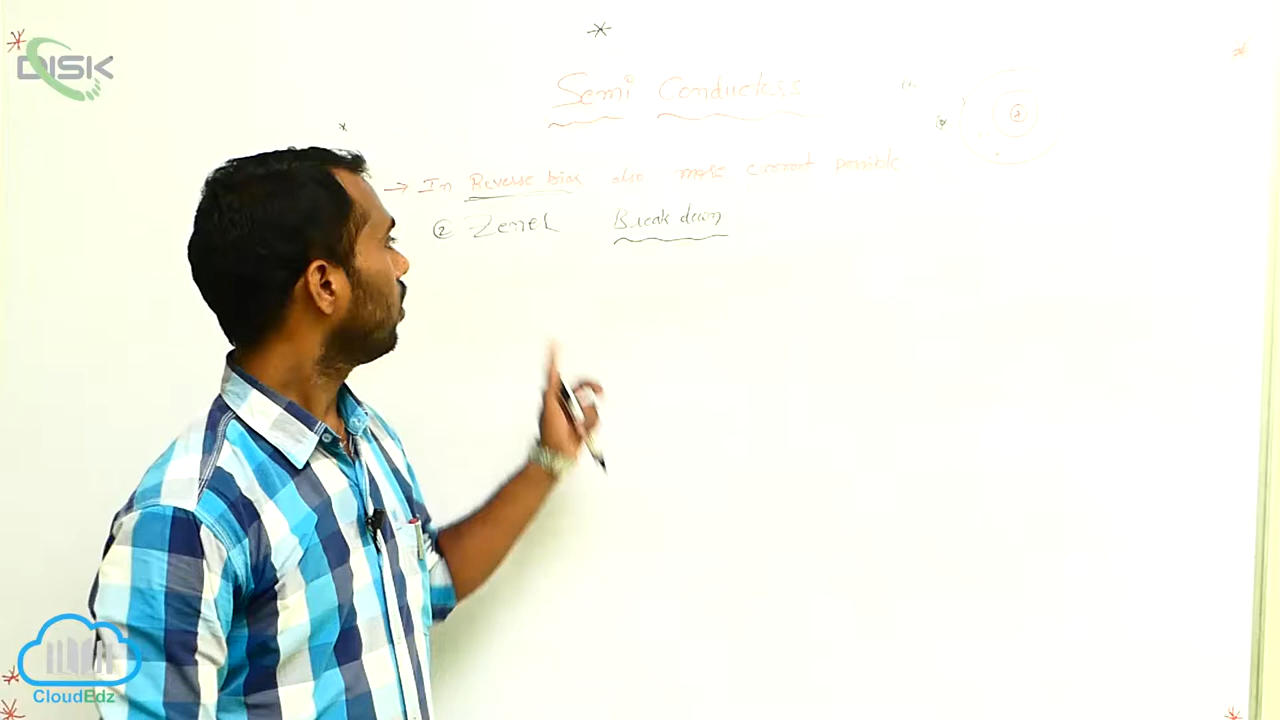 DISK
Semi Conductors
→ In Reverse bias also more current possible
② Zener Break down
CloudEdz